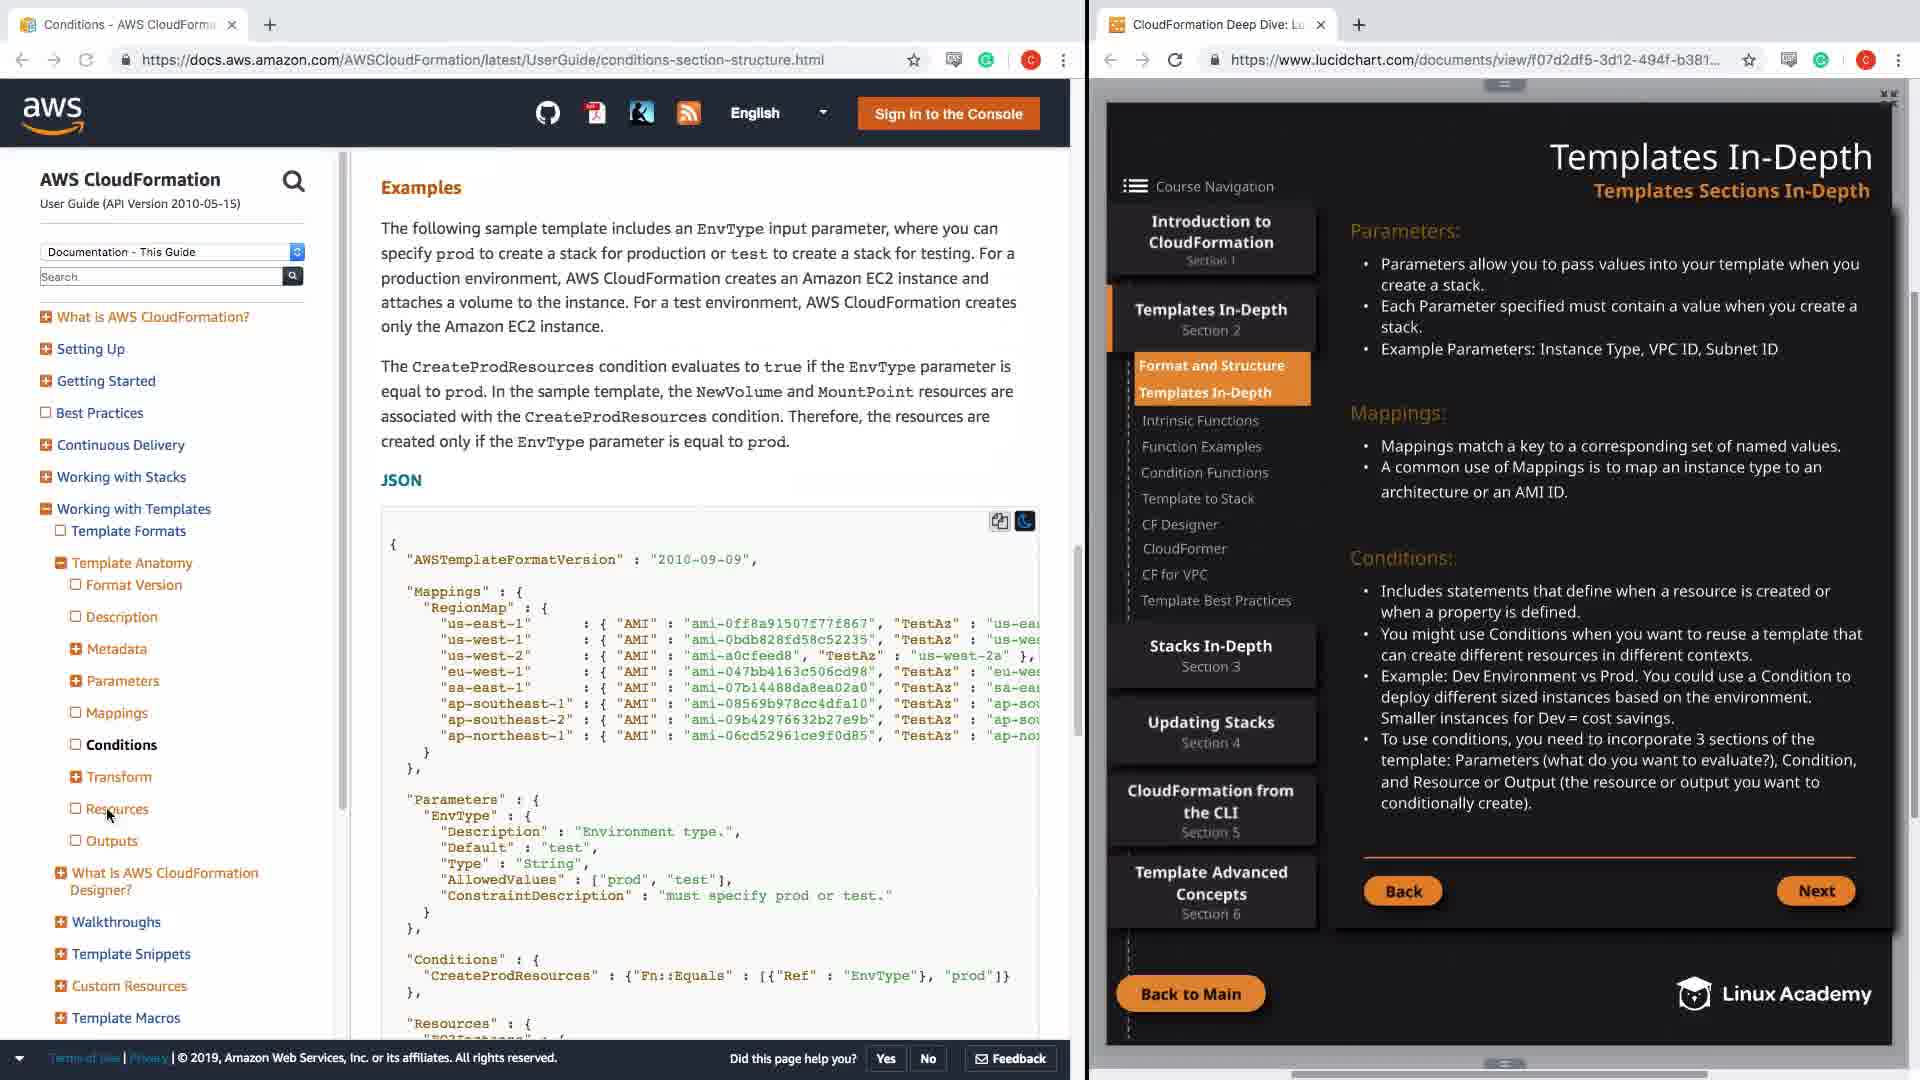 Conditions - AWS CloudForma
https://docs.aws.amazon.com/AWSCloudFormation/latest/UserGuide/conditions-section-structure.html
aws
English
Sign In to the Console
AWS CloudFormation
User Guide (API Version 2010-05-15)
Documentation - This Guide
Search
What is AWS CloudFormation?
Setting Up
Getting Started
Best Practices
Continuous Delivery
Working with Stacks
Working with Templates
Template Formats
Template Anatomy
Format Version
Description
Metadata
Parameters
Mappings
Conditions
Transform
Resources
Outputs
What Is AWS CloudFormation
Designer?
Walkthroughs
Template Snippets
Custom Resources
Template Macros
Examples
The following sample template includes an EnvType input parameter, where you can
specify prod to create a stack for production or test to create a stack for testing. For a
production environment, AWS CloudFormation creates an Amazon EC2 instance and
attaches a volume to the instance. For a test environment, AWS CloudFormation creates
only the Amazon EC2 instance.
The CreateProdResources condition evaluates to true if the EnvType parameter is
equal to prod. In the sample template, the NewVolume and MountPoint resources are
associated with the CreateProdResources condition. Therefore, the resources are
created only if the EnvType parameter is equal to prod.
JSON
{
"AWSTemplateFormatVersion" : "2010-09-09",
"Mappings" : {
"RegionMap" : {
"us-east-1" : { "AMI" : "ami-0ff8a91507f77f867", "TestAz" : "us-eas
"us-west-1" : { "AMI" : "ami-0bdb828fd58c52235", "TestAz" : "us-wes
"us-west-2" : { "AMI" : "ami-a0cfeed8", "TestAz" : "us-west-2a" },
"eu-west-1" : { "AMI" : "ami-047bb4163c506cd98", "TestAz" : "eu-wes
"sa-east-1" : { "AMI" : "ami-07b14488da8ea02a0", "TestAz" : "sa-eas
"ap-southeast-1" : { "AMI" : "ami-08569b978cc4dfa10", "TestAz" : "ap-sou
"ap-southeast-2" : { "AMI" : "ami-09b42976632b27e9b", "TestAz" : "ap-sou
"ap-northeast-1" : { "AMI" : "ami-06cd52961ce9f0d85", "TestAz" : "ap-nor
}
},
"Parameters" : {
"EnvType" : {
"Description" : "Environment type.",
"Default" : "test",
"Type" : "String",
"AllowedValues" : ["prod", "test"],
"ConstraintDescription" : "must specify prod or test."
}
},
"Conditions" : {
"CreateProdResources" : {"Fn::Equals" : [{"Ref" : "EnvType"}, "prod"]}
},
"Resources" : {
Terms of Use | Privacy | © 2019, Amazon Web Services, Inc. or its affiliates. All rights reserved.
Did this page help you?
Yes
No
Feedback
CloudFormation Deep Dive: Lu
https://www.lucidchart.com/documents/view/f07d2df5-3d12-494f-b381...
C
C
Templates In-Depth
Templates Sections In-Depth
Course Navigation
Introduction to
CloudFormation
Section 1
Templates In-Depth
Section 2
Format and Structure
Templates In-Depth
Intrinsic Functions
Function Examples
Condition Functions
Template to Stack
CF Designer
CloudFormer
CF for VPC
Template Best Practices
Stacks In-Depth
Section 3
Updating Stacks
Section 4
CloudFormation from
the CLI
Section 5
Template Advanced
Concepts
Section 6
Back to Main
Parameters:
• Parameters allow you to pass values into your template when you
create a stack.
• Each Parameter specified must contain a value when you create a
stack.
• Example Parameters: Instance Type, VPC ID, Subnet ID
Mappings:
• Mappings match a key to a corresponding set of named values.
• A common use of Mappings is to map an instance type to an
architecture or an AMI ID.
Conditions:
• Includes statements that define when a resource is created or
when a property is defined.
• You might use Conditions when you want to reuse a template that
can create different resources in different contexts.
• Example: Dev Environment vs Prod. You could use a Condition to
deploy different sized instances based on the environment.
Smaller instances for Dev = cost savings.
• To use conditions, you need to incorporate 3 sections of the
template: Parameters (what do you want to evaluate?), Condition,
and Resource or Output (the resource or output you want to
conditionally create).
Back
Next
Linux Academy